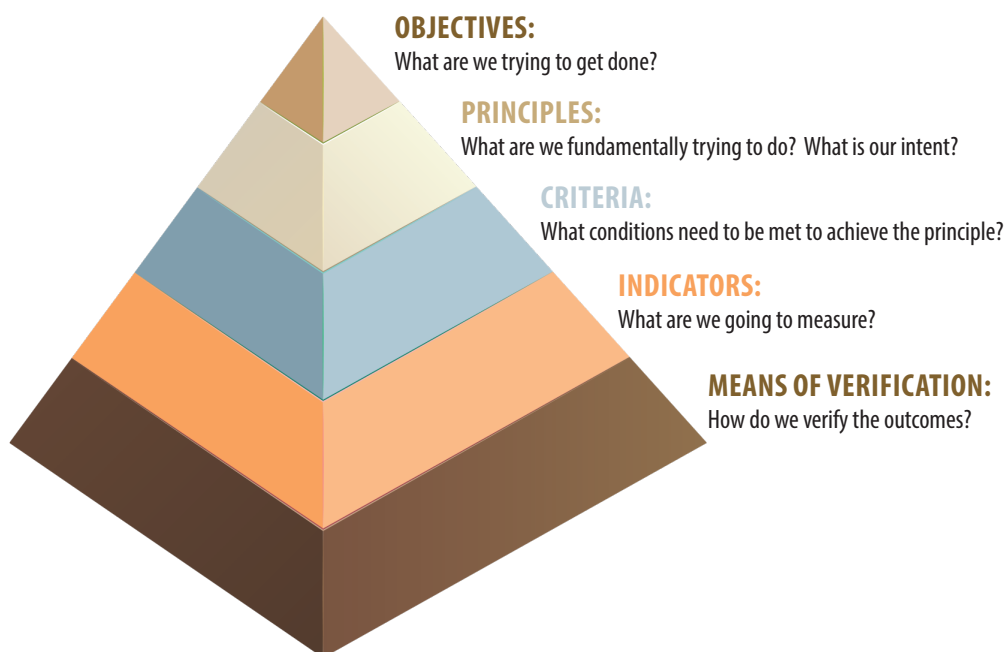 OBJECTIVES:
What are we trying to get done?
PRINCIPLES:
What are we fundamentally trying to do?  What is our intent?
CRITERIA:
What conditions need to be met to achieve the principle?
INDICATORS:
What are we going to measure?
MEANS OF VERIFICATION:
How do we verify the outcomes?